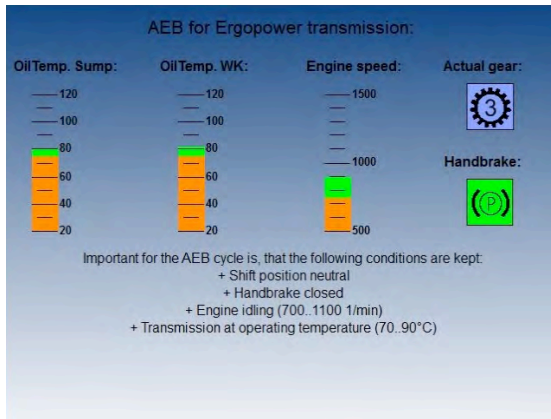 AEB for Ergopower transmission:
OilTemp. Sump: OilTemp. WK: Engine speed: Actual gear:
120 120 1500
100 100 3
80 80
1000 Handbrake:
60 60
40 40 (P)
20 20 500
Important for the AEB cycle is, that the following conditions are kept:
+ Shift position neutral
+ Handbrake closed
+ Engine idling (700..1100 1/min)
+ Transmission at operating temperature (70..90°C)